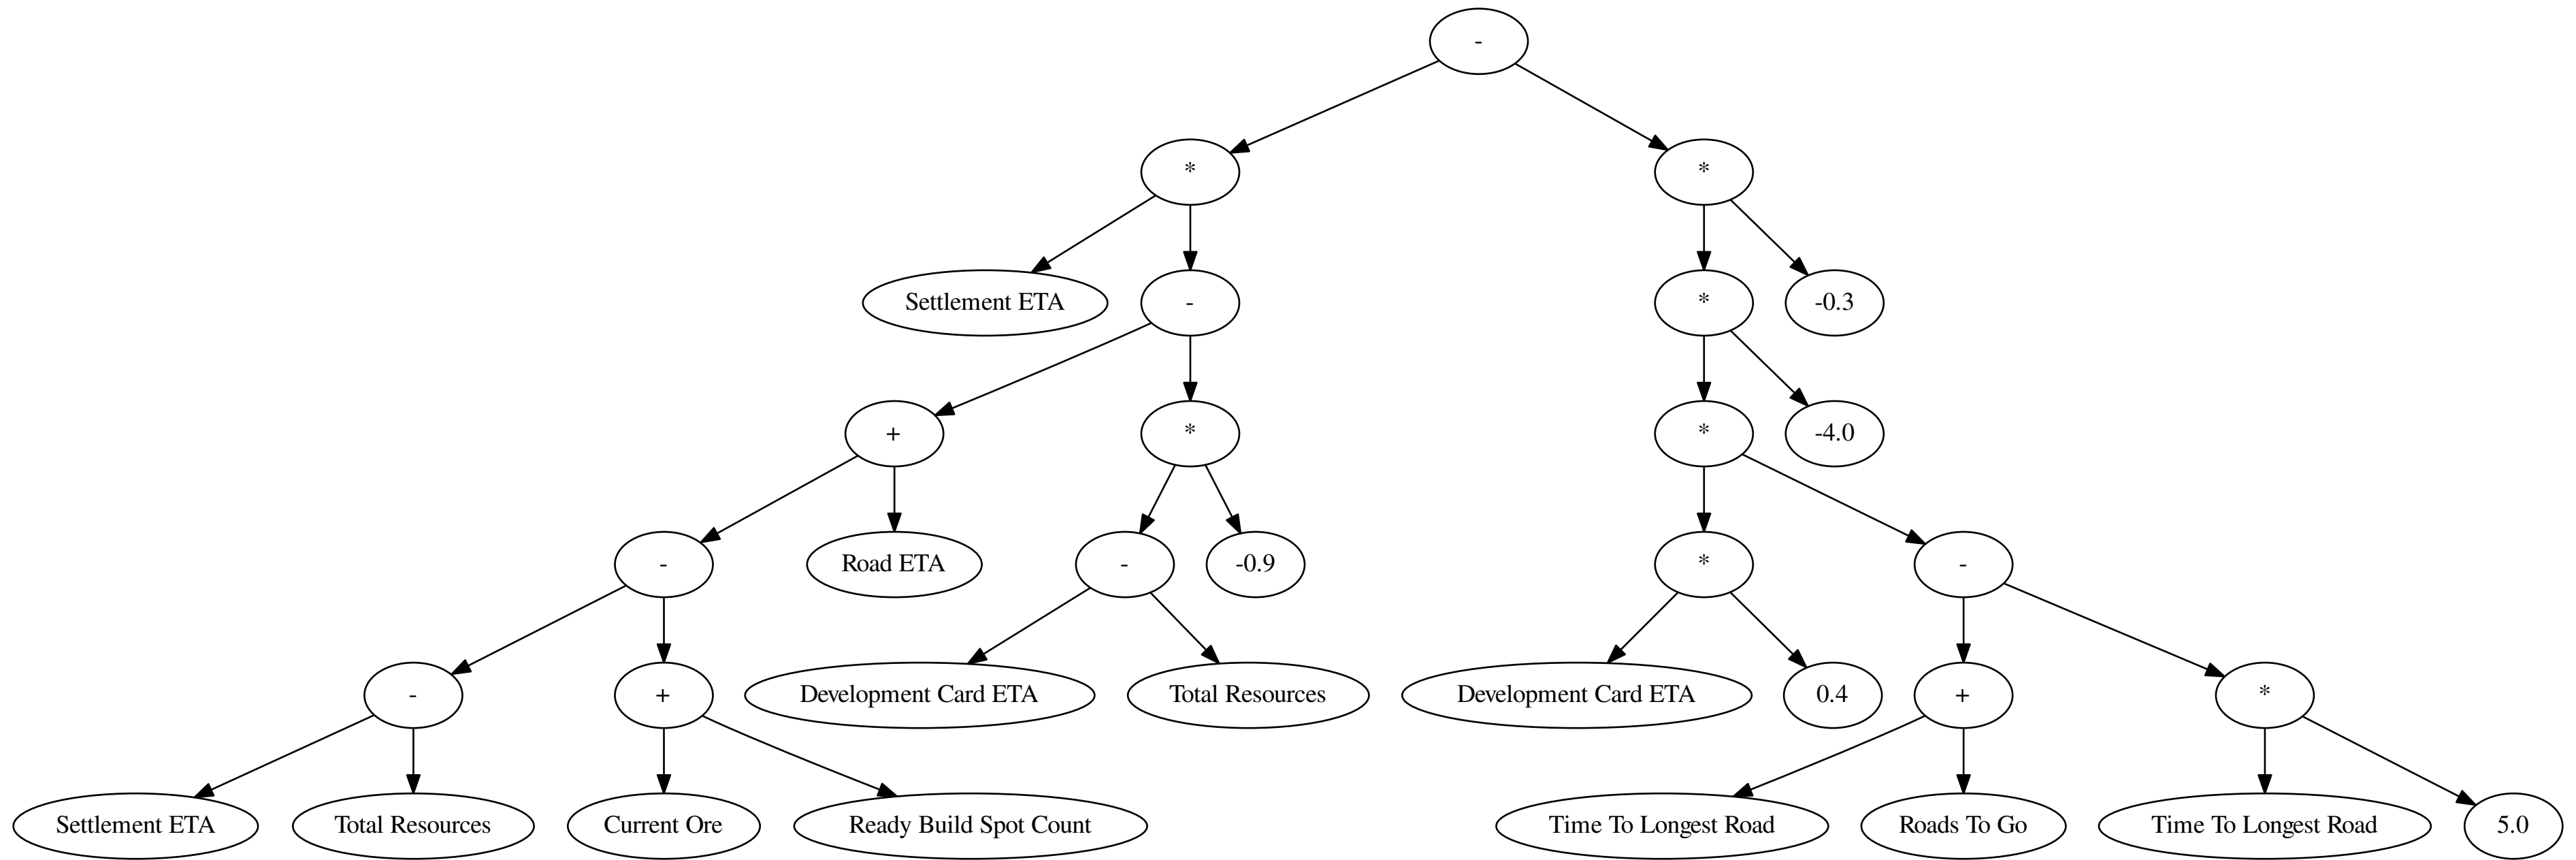 -
*
*
Settlement ETA
-
*
-0.3
+
*
*
-4.0
-
Road ETA
-
-0.9
*
-
-
+
Development Card ETA
Total Resources
Development Card ETA
0.4
+
*
Settlement ETA
Total Resources
Current Ore
Ready Build Spot Count
Time To Longest Road
Roads To Go
Time To Longest Road
5.0